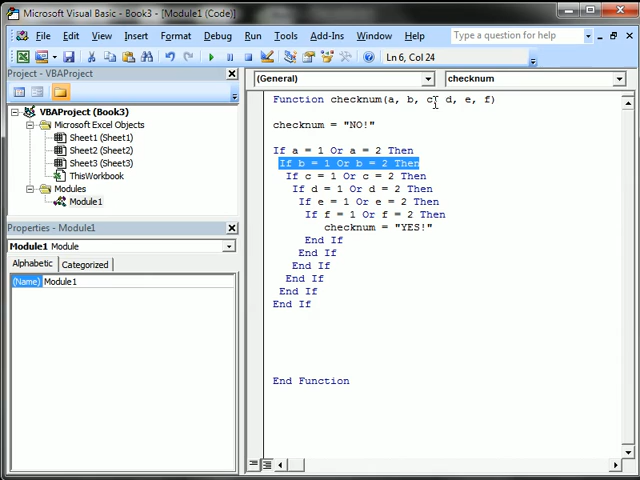 Microsoft Visual Basic - Book3 - [Module1 (Code)]
File Edit View Insert Format Debug Run Tools Add-Ins Window Help Type a question for help
Ln 6, Col 24
Project - VBAProject
(General) checknum
VBAProject (Book3)
Microsoft Excel Objects
Sheet1 (Sheet1)
Sheet2 (Sheet2)
Sheet3 (Sheet3)
ThisWorkbook
Modules
Module1
Properties - Module1
Module1 Module
Alphabetic Categorized
(Name) Module1
Function checknum(a, b, c, d, e, f)
checknum = "NO!"
If a = 1 Or a = 2 Then
If b = 1 Or b = 2 Then
If c = 1 Or c = 2 Then
If d = 1 Or d = 2 Then
If e = 1 Or e = 2 Then
If f = 1 Or f = 2 Then
checknum = "YES!"
End If
End If
End If
End If
End If
End If
End Function